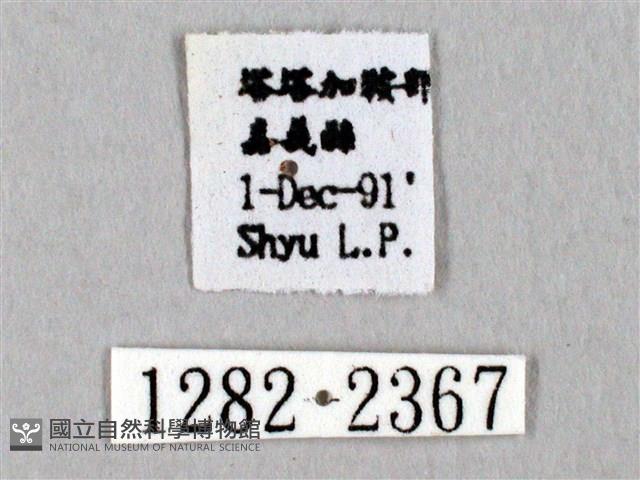 塔塔加鞍部
嘉義縣
1-Dec-91'
Shyu L.P.
1282-2367
國立自然科學博物館
NATIONAL MUSEUM OF NATURAL SCIENCE